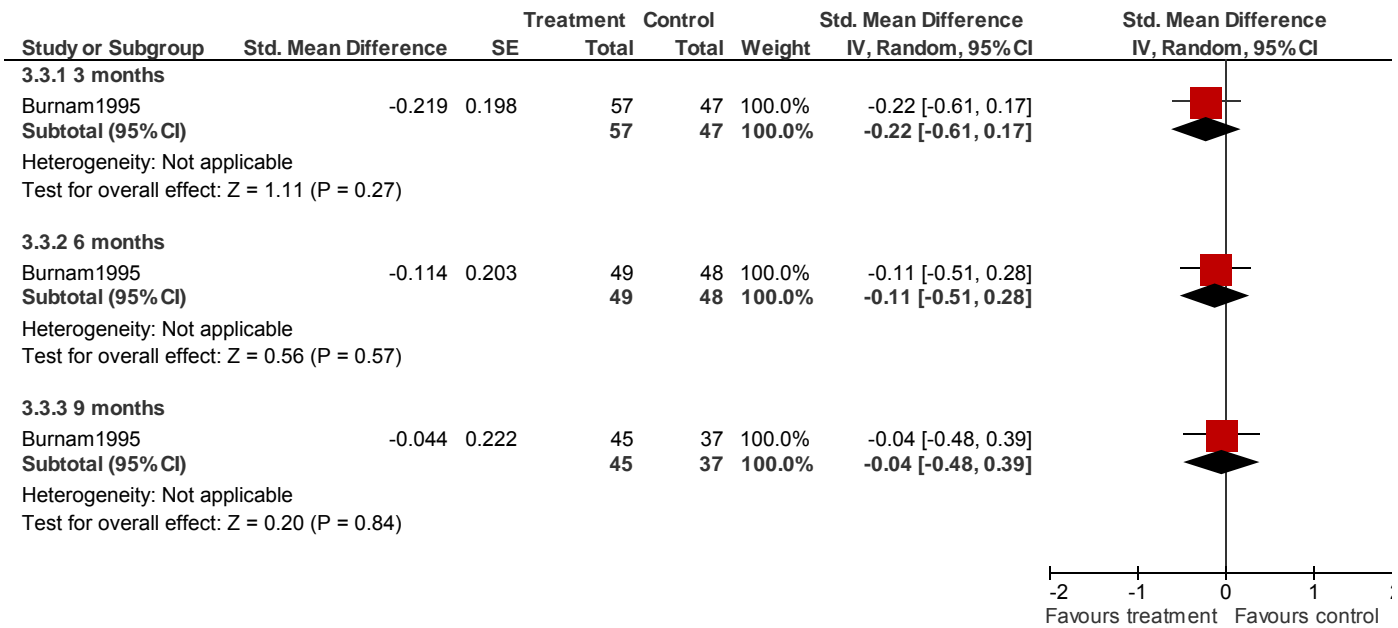 Treatment Control Std. Mean Difference Std. Mean Difference
Study or Subgroup Std. Mean Difference SE Total Total Weight IV, Random, 95% CI IV, Random, 95% CI
3.3.1 3 months
Burnam1995 -0.219 0.198 57 47 100.0% -0.22 [-0.61, 0.17]
Subtotal (95% CI) 57 47 100.0% -0.22 [-0.61, 0.17]
Heterogeneity: Not applicable
Test for overall effect: Z = 1.11 (P = 0.27)
3.3.2 6 months
Burnam1995 -0.114 0.203 49 48 100.0% -0.11 [-0.51, 0.28]
Subtotal (95% CI) 49 48 100.0% -0.11 [-0.51, 0.28]
Heterogeneity: Not applicable
Test for overall effect: Z = 0.56 (P = 0.57)
3.3.3 9 months
Burnam1995 -0.044 0.222 45 37 100.0% -0.04 [-0.48, 0.39]
Subtotal (95% CI) 45 37 100.0% -0.04 [-0.48, 0.39]
Heterogeneity: Not applicable
Test for overall effect: Z = 0.20 (P = 0.84)
-2 -1 0 1
Favours treatment Favours control